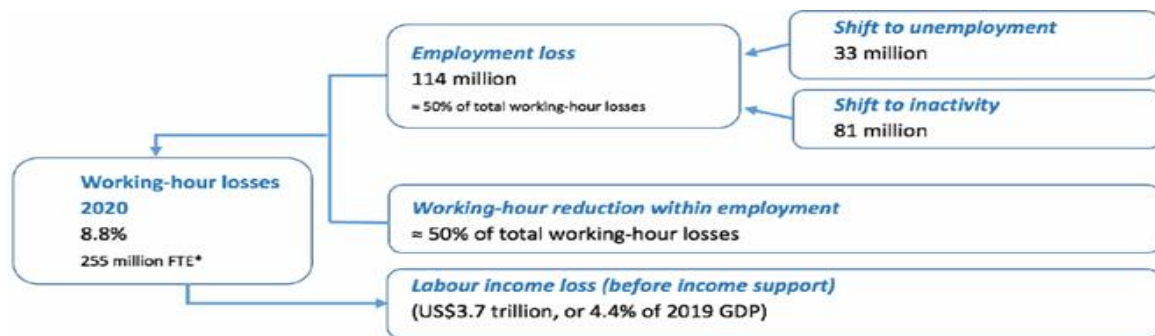 Employment loss
114 million
≈ 50% of total working-hour losses
Shift to unemployment
33 million
Shift to inactivity
81 million
Working-hour losses
2020
8.8%
255 million FTE*
Working-hour reduction within employment
≈ 50% of total working-hour losses
Labour income loss (before income support)
(US$3.7 trillion, or 4.4% of 2019 GDP)